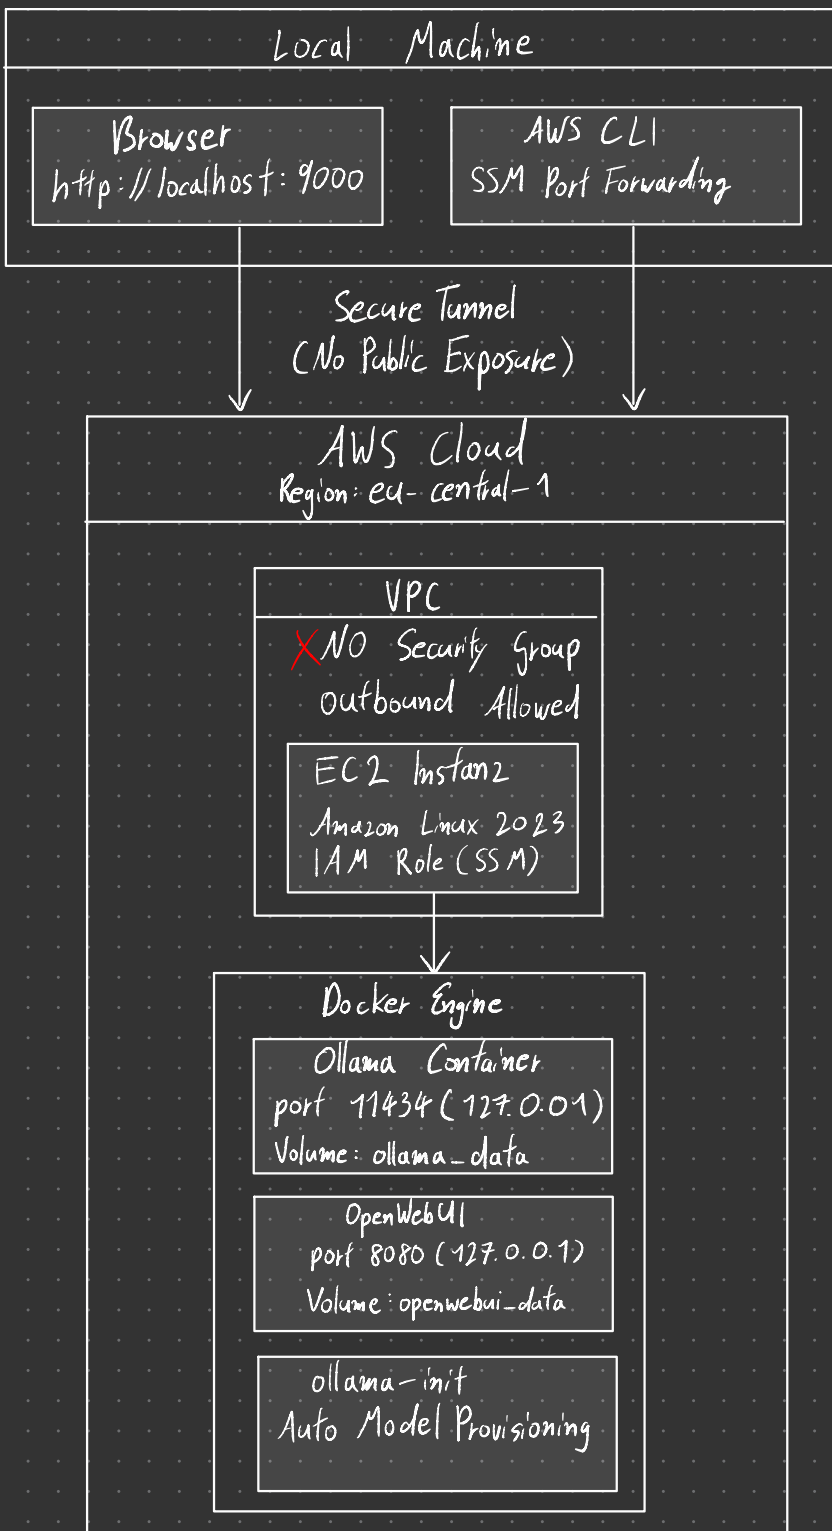 Local Machine
Browser
http://localhost:9000
AWS CLI
SSM Port Forwarding
Secure Tunnel
(No Public Exposure)
AWS Cloud
Region: eu-central-1
VPC
NO Security Group
outbound Allowed
EC2 Instanz
Amazon Linux 2023
IAM Role (SSM)
Docker Engine
Ollama Container
port 11434 (127.0.01)
Volume: ollama_data
OpenWebUI
port 8080 (127.0.0.1)
Volume: openwebui_data
ollama-init
Auto Model Provisioning